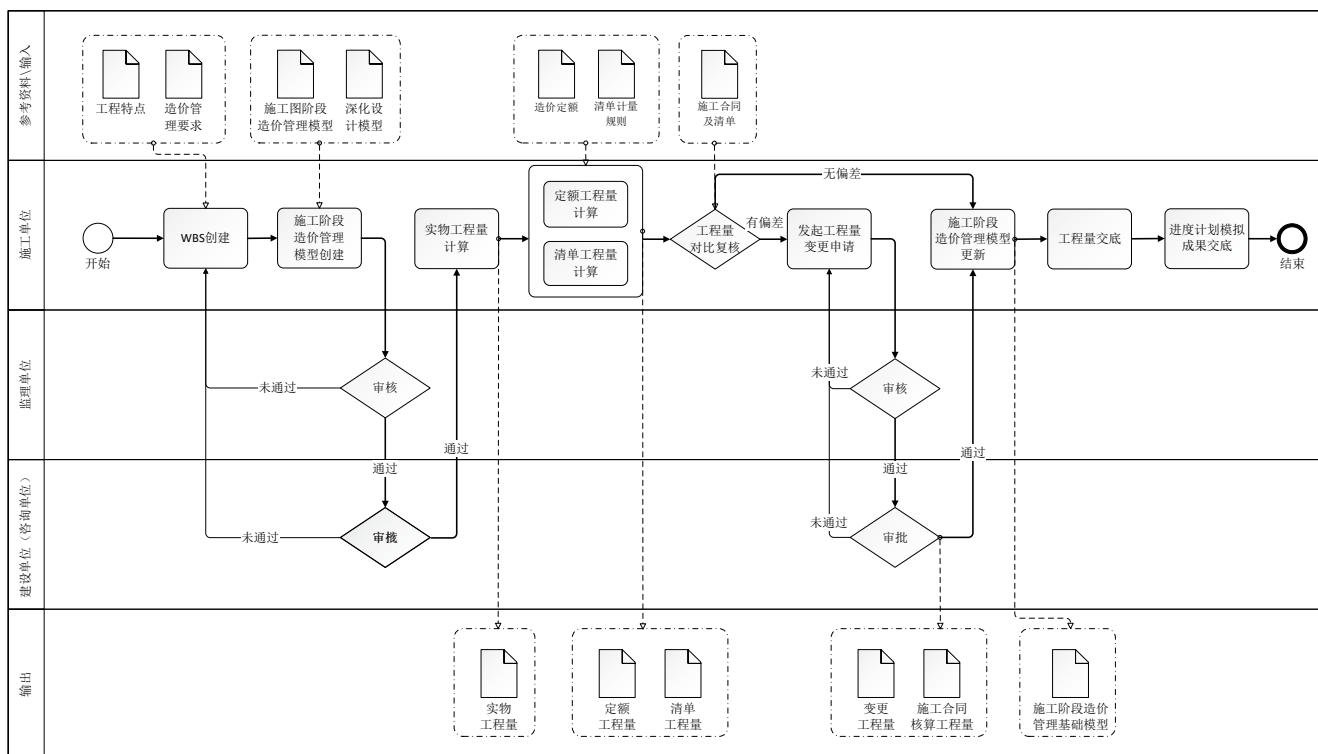 参考资料\输入
工程特点
造价管
理要求
施工图阶段
造价管理模型
深化设
计模型
造价定额
清单计量
规则
施工合同
及清单
施工单位
开始
WBS创建
施工阶段
造价管理
模型创建
实物工程量
计算
定额工程量
计算
清单工程量
计算
工程量
对比复核
无偏差
有偏差
发起工程量
变更申请
施工阶段
造价管理模型
更新
工程量交底
进度计划模拟
成果交底
结束
监理单位
未通过
审核
通过
未通过
审核
通过
通过
通过
建设单位（咨询单位）
未通过
未通过
审批
输出
实物
工程量
定额
工程量
清单
工程量
变更
工程量
施工合同
核算工程量
施工阶段造价
管理基础模型